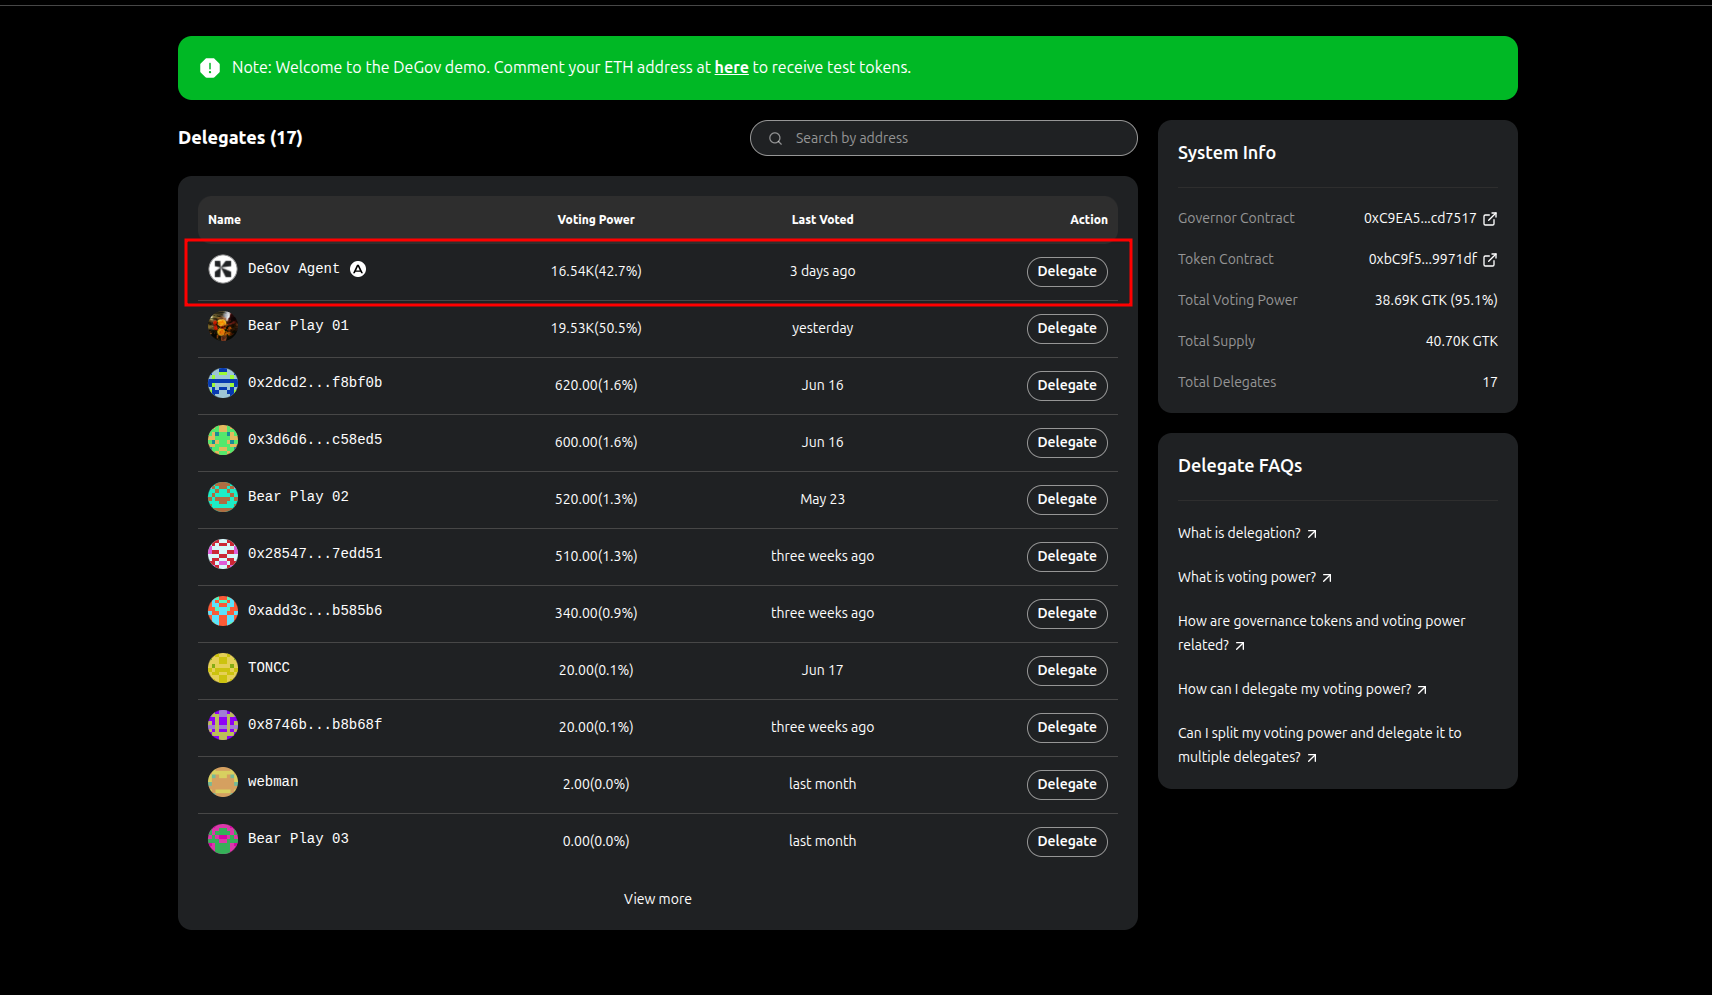 Note: Welcome to the DeGov demo. Comment your ETH address at here to receive test tokens.
Delegates (17)
Search by address
Name Voting Power Last Voted Action
DeGov Agent A 16.54K(42.7%) 3 days ago Delegate
Bear Play 01 19.53K(50.5%) yesterday Delegate
0x2dcd2...f8bf0b 620.00(1.6%) Jun 16 Delegate
0x3d6d6...c58ed5 600.00(1.6%) Jun 16 Delegate
Bear Play 02 520.00(1.3%) May 23 Delegate
0x28547...7edd51 510.00(1.3%) three weeks ago Delegate
0xadd3c...b585b6 340.00(0.9%) three weeks ago Delegate
TONCC 20.00(0.1%) Jun 17 Delegate
0x8746b...b8b68f 20.00(0.1%) three weeks ago Delegate
webman 2.00(0.0%) last month Delegate
Bear Play 03 0.00(0.0%) last month Delegate
View more
System Info
Governor Contract 0xC9EA5...cd7517
Token Contract 0xbC9f5...9971df
Total Voting Power 38.69K GTK (95.1%)
Total Supply 40.70K GTK
Total Delegates 17
Delegate FAQs
What is delegation?
What is voting power?
How are governance tokens and voting power
related?
How can I delegate my voting power?
Can I split my voting power and delegate it to
multiple delegates?